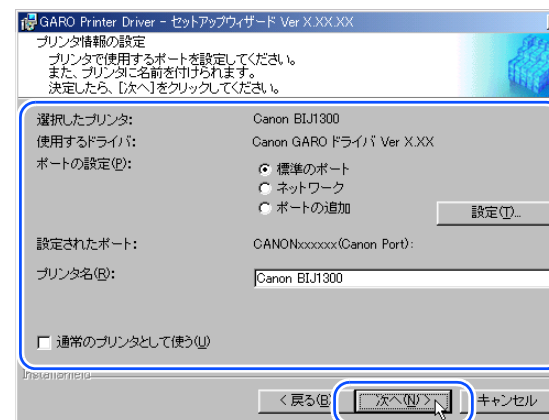 GARO Printer Driver - セットアップウィザード Ver X.XX.XX
プリンタ情報の設定
プリンタで使用するポートを設定してください。
また、プリンタに名前を付けられます。
決定したら、[次へ]をクリックしてください。
選択したプリンタ: Canon BIJ1300
使用するドライバ: Canon GARO ドライバ Ver X.XX
ポートの設定(P): 標準のポート
ネットワーク
ポートの追加
設定(T)...
設定されたポート: CANONxxxxxx(Canon Port):
プリンタ名(R): Canon BIJ1300
通常のプリンタとして使う(U)
InstallShield
< 戻る(B 次へ(N) > キャンセル